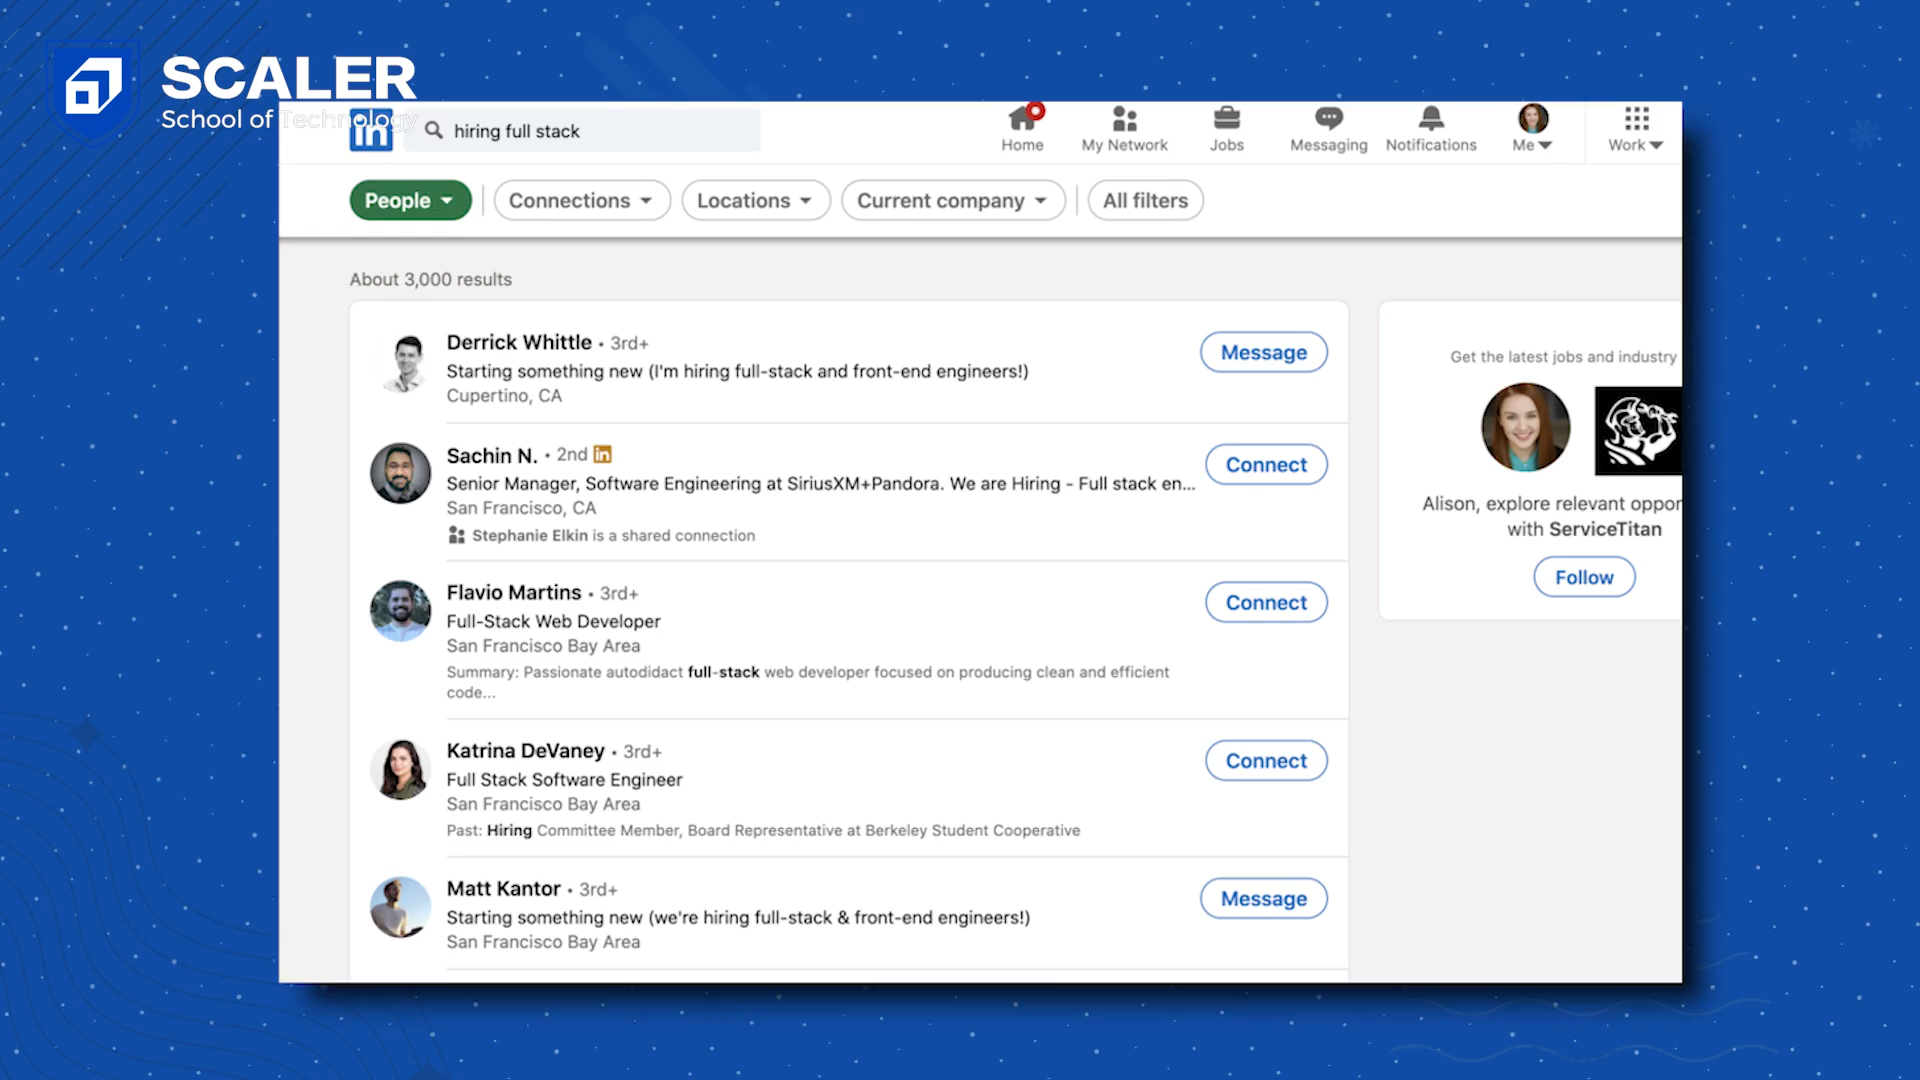 SCALER
School of Technology
in
hiring full stack
Home
My Network
Jobs
Messaging
Notifications
Me
Work
People
Connections
Locations
Current company
All filters
About 3,000 results
Derrick Whittle • 3rd+
Starting something new (I'm hiring full-stack and front-end engineers!)
Cupertino, CA
Message
Sachin N. • 2nd in
Senior Manager, Software Engineering at SiriusXM+Pandora. We are Hiring - Full stack en...
San Francisco, CA
Stephanie Elkin is a shared connection
Connect
Flavio Martins • 3rd+
Full-Stack Web Developer
San Francisco Bay Area
Summary: Passionate autodidact full-stack web developer focused on producing clean and efficient
code...
Connect
Katrina DeVaney • 3rd+
Full Stack Software Engineer
San Francisco Bay Area
Past: Hiring Committee Member, Board Representative at Berkeley Student Cooperative
Connect
Matt Kantor • 3rd+
Starting something new (we're hiring full-stack & front-end engineers!)
San Francisco Bay Area
Message
Get the latest jobs and industry
Alison, explore relevant oppor
with ServiceTitan
Follow